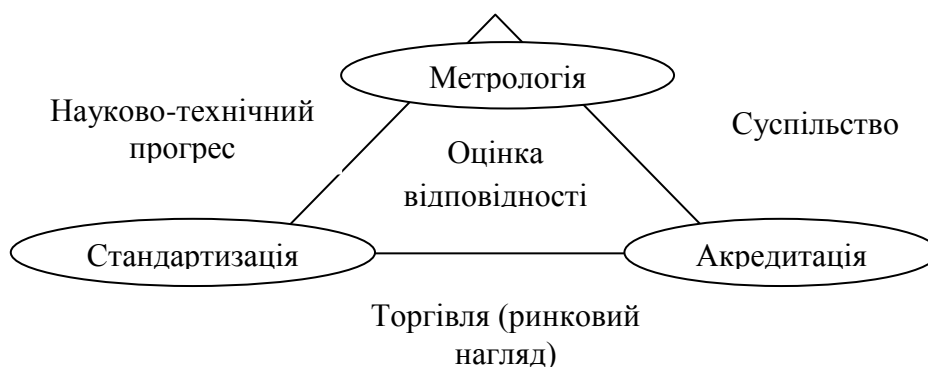 Метрологія
Науково-технічний
прогрес
Суспільство
Оцінка
відповідності
Стандартизація
Акредитація
Торгівля (ринковий
нагляд)